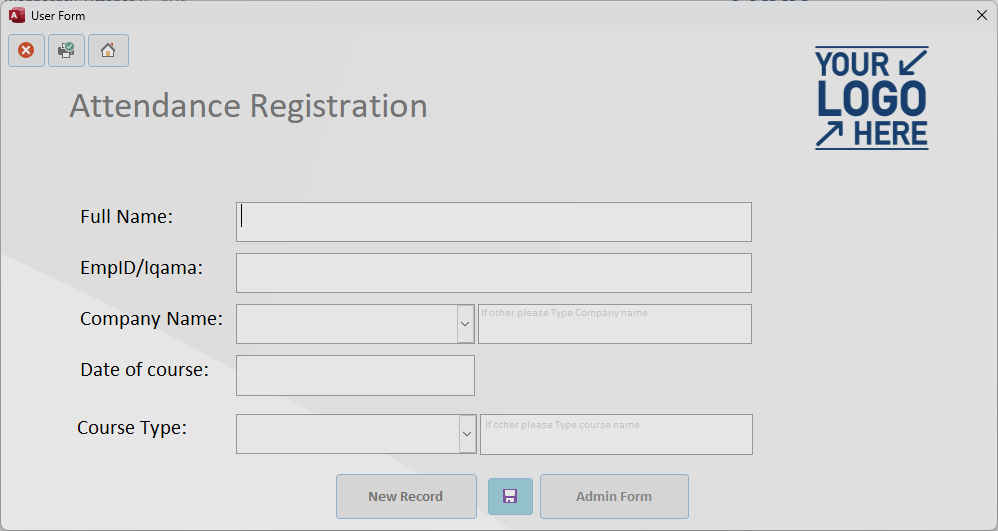 User Form
YOUR
LOGO
HERE
Attendance Registration
Full Name:
EmpID/Iqama:
Company Name:
If other please Type Company name
Date of course:
Course Type:
If other please Type course name
New Record
Admin Form